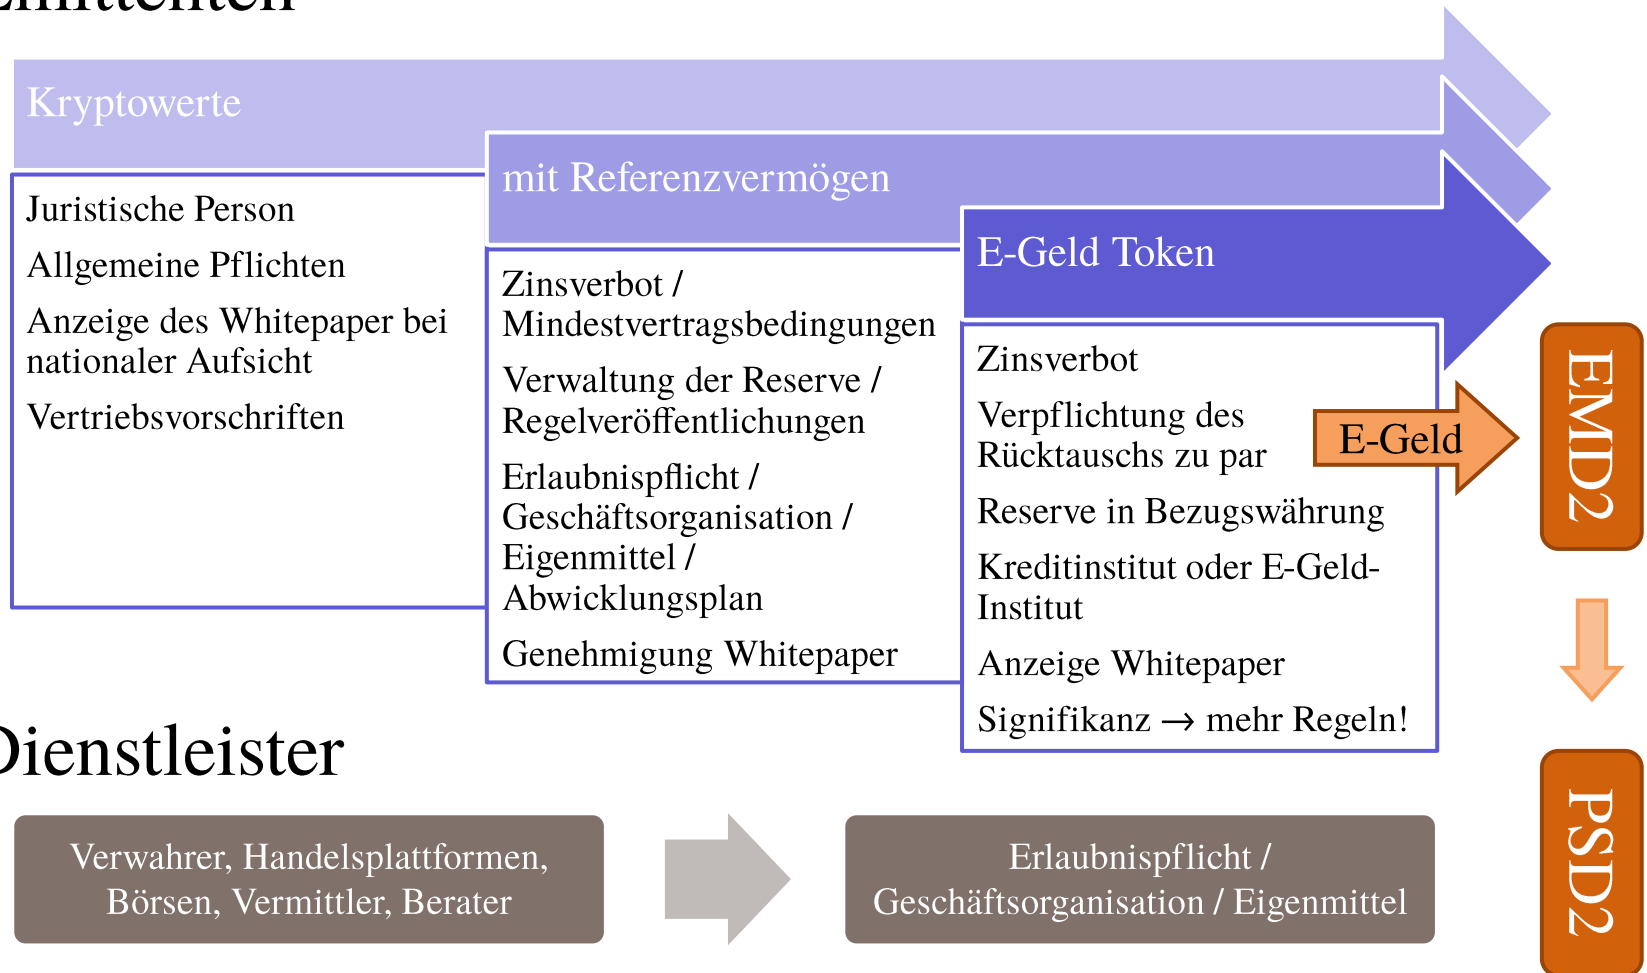 Kryptowerte
Juristische Person
Allgemeine Pflichten
Anzeige des Whitepaper bei
nationaler Aufsicht
Vertriebsvorschriften
mit Referenzvermögen
Zinsverbot /
Mindestvertragsbedingungen
Verwaltung der Reserve /
Regelveröffentlichungen
Erlaubnispflicht /
Geschäftsorganisation /
Eigenmittel /
Abwicklungsplan
Genehmigung Whitepaper
E-Geld Token
Zinsverbot
Verpflichtung des
Rücktauschs zu par
Reserve in Bezugswährung
Kreditinstitut oder E-Geld-
Institut
Anzeige Whitepaper
Signifikanz → mehr Regeln!
E-Geld
EMD2
PSD2
Dienstleister
Verwahrer, Handelsplattformen,
Börsen, Vermittler, Berater
Erlaubnispflicht /
Geschäftsorganisation / Eigenmittel